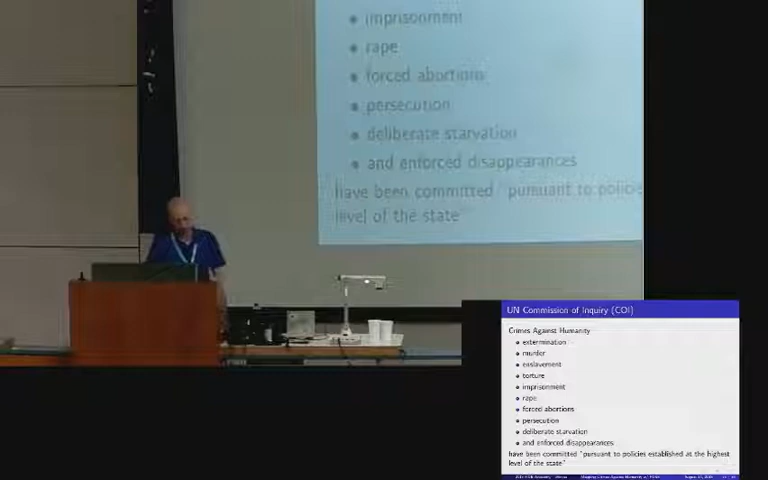 imprisonment
rape
forced abortions
persecution
deliberate starvation
and enforced disappearances
have been committed "pursuant to policie
level of the state"
UN Commission of Inquiry (COI)
Crimes Against Humanity
extermination
murder
enslavement
torture
imprisonment
rape
forced abortions
persecution
deliberate starvation
and enforced disappearances
have been committed "pursuant to policies established at the highest
level of the state"